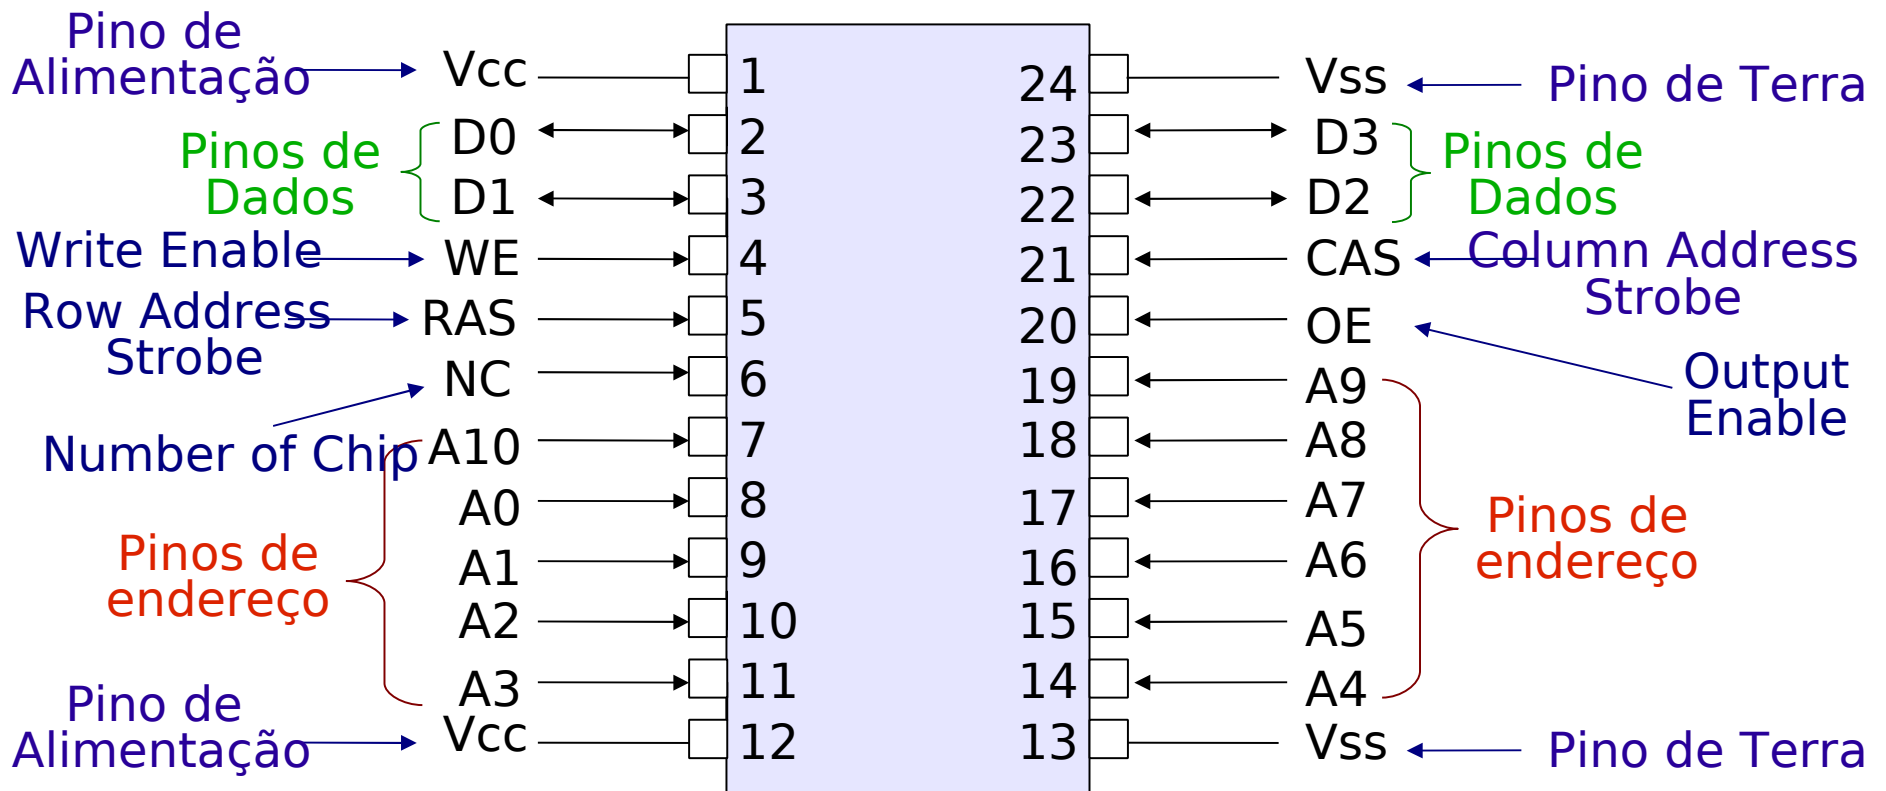 Pino de
Alimentação
Vcc
1
24
Vss
Pino de Terra
Pinos de
Dados
D0
2
23
D3
Pinos de
Dados
D1
3
22
D2
Write Enable
WE
4
21
CAS
Column Address
Strobe
Row Address
Strobe
RAS
5
20
OE
Output
Enable
NC
6
19
A9
Number of Chip
A10
7
18
A8
A0
8
17
A7
Pinos de
endereço
Pinos de
endereço
A1
9
16
A6
A2
10
15
A5
A3
11
14
A4
Pino de
Alimentação
Vcc
12
13
Vss
Pino de Terra